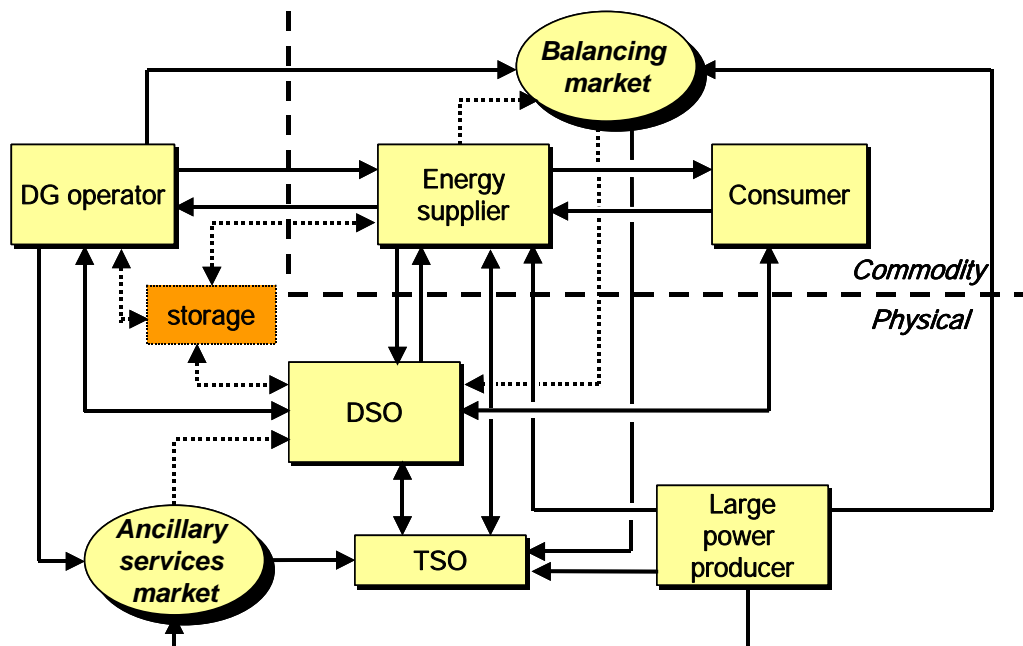 Balancing
market
DG operator
Energy
supplier
Consumer
Commodity
Physical
storage
DSO
Large
power
producer
Ancillary
services
market
TSO